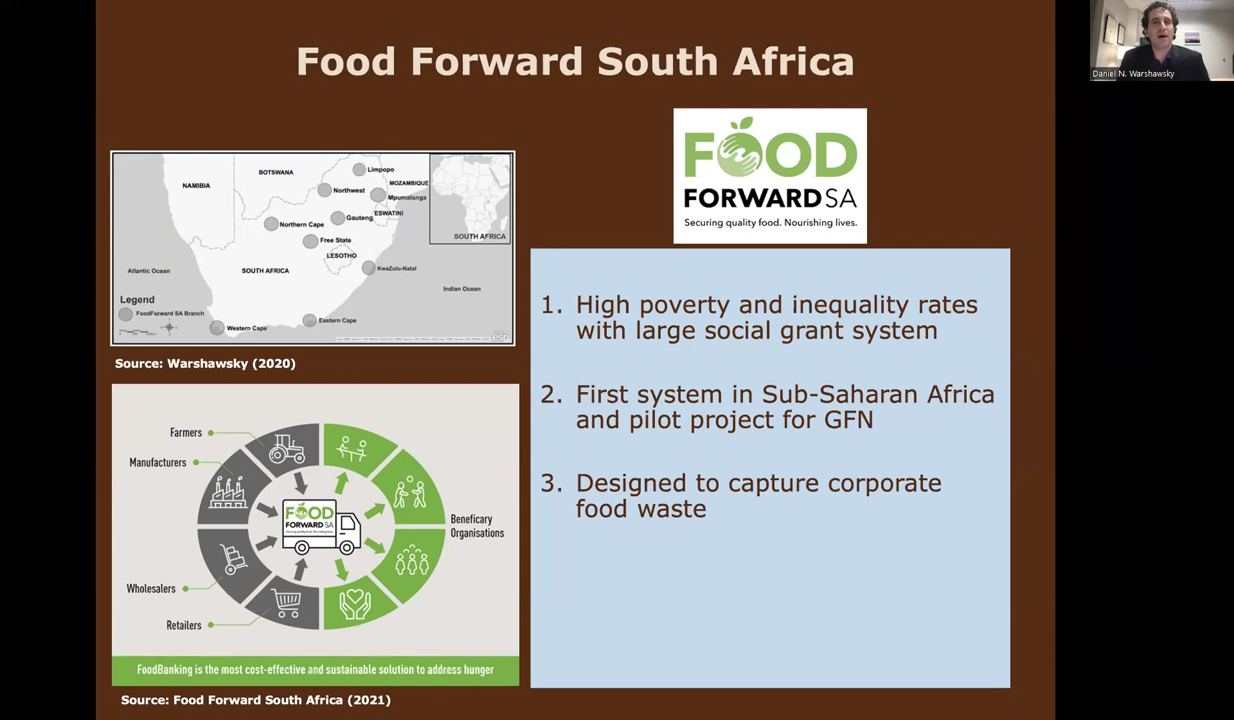 Food Forward South Africa
Daniel N. Warshawsky
FOOD
FORWARD SA
Securing quality food. Nourishing lives.
NAMIBIA
BOTSWANA
Limpopo
MOZAMBIQUE
Northwest
Mpumalanga
ESWATINI
Gauteng
Northern Cape
SOUTH AFRICA
Free State
LESOTHO
KwaZulu-Natal
Atlantic Ocean
SOUTH AFRICA
Indian Ocean
Legend
FoodForward SA Branch
Western Cape
Eastern Cape
Source: Warshawsky (2020)
1. High poverty and inequality rates
with large social grant system
2. First system in Sub-Saharan Africa
and pilot project for GFN
3. Designed to capture corporate
food waste
Farmers
Manufacturers
Wholesalers
Retailers
FOOD
FORWARD SA
Beneficary
Organisations
FoodBanking is the most cost-effective and sustainable solution to address hunger
Source: Food Forward South Africa (2021)